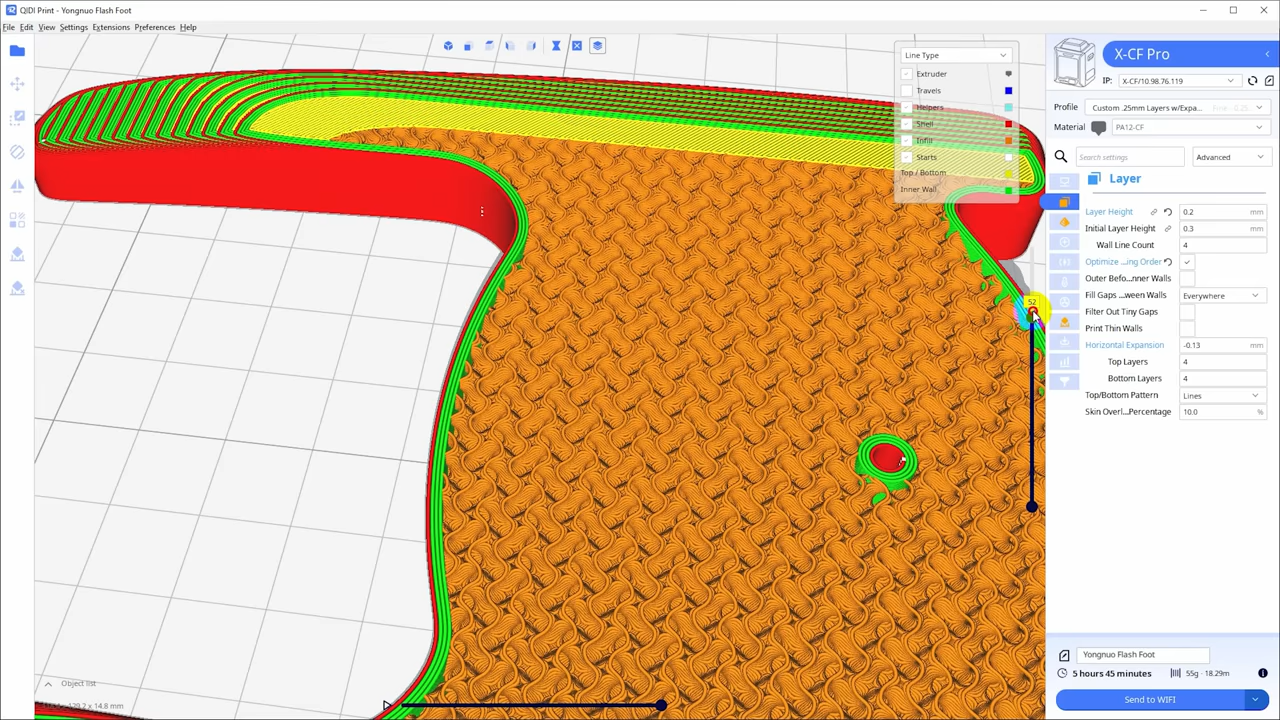 QIDI Print - Yongnuo Flash Foot
File Edit View Settings Extensions Preferences Help
Line Type
Extruder
Travels
Helpers
Shell
Infill
Starts
Top / Bottom
Inner Wall
52
Object list
X-CF Pro
IP: X-CF/10.98.76.119
Profile Custom .25mm Layers w/Expa...
Material PA12-CF
Search settings Advanced
Layer
Layer Height 0.2 mm
Initial Layer Height 0.3 mm
Wall Line Count 4
Optimize ...ing Order
Outer Befo...nner Walls
Fill Gaps ...ween Walls Everywhere
Filter Out Tiny Gaps
Print Thin Walls
Horizontal Expansion -0.13 mm
Top Layers 4
Bottom Layers 4
Top/Bottom Pattern Lines
Skin Overl...Percentage 10.0 %
Yongnuo Flash Foot
5 hours 45 minutes 55g · 18.29m
Send to WIFI